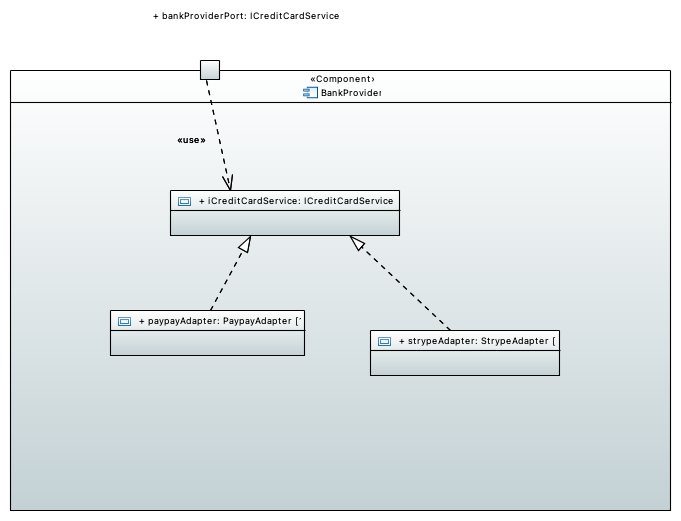 + bankProviderPort: ICreditCardService
«Component»
BankProvider
«use»
+ iCreditCardService: ICreditCardService
+ paypayAdapter: PaypayAdapter [
+ strypeAdapter: StrypeAdapter [